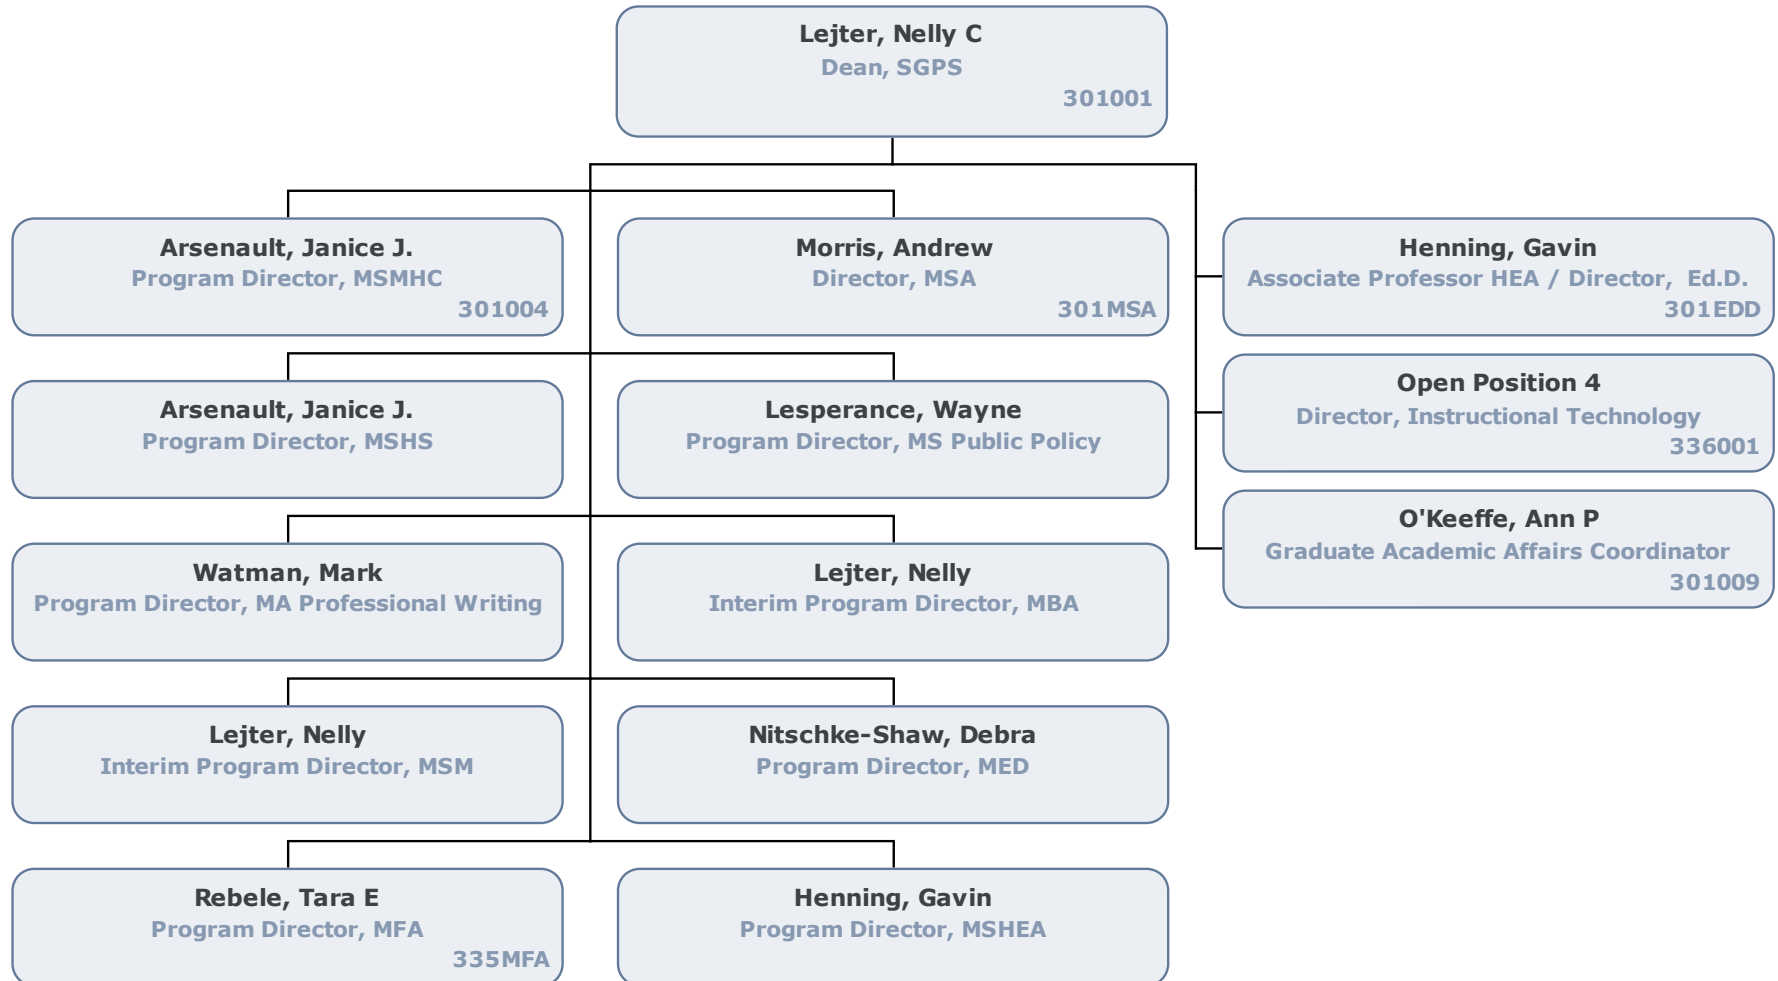 Lejter, Nelly C
Dean, SGPS
301001
Arsenault, Janice J.
Program Director, MSMHC
301004
Morris, Andrew
Director, MSA
301MSA
Henning, Gavin
Associate Professor HEA / Director,  Ed.D.
301EDD
Open Position 4
Director, Instructional Technology
336001
O'Keeffe, Ann P
Graduate Academic Affairs Coordinator
301009
Arsenault, Janice J.
Program Director, MSHS
Lesperance, Wayne
Program Director, MS Public Policy
Watman, Mark
Program Director, MA Professional Writing
Lejter, Nelly
Interim Program Director, MBA
Lejter, Nelly
Interim Program Director, MSM
Nitschke-Shaw, Debra
Program Director, MED
Rebele, Tara E
Program Director, MFA
335MFA
Henning, Gavin
Program Director, MSHEA